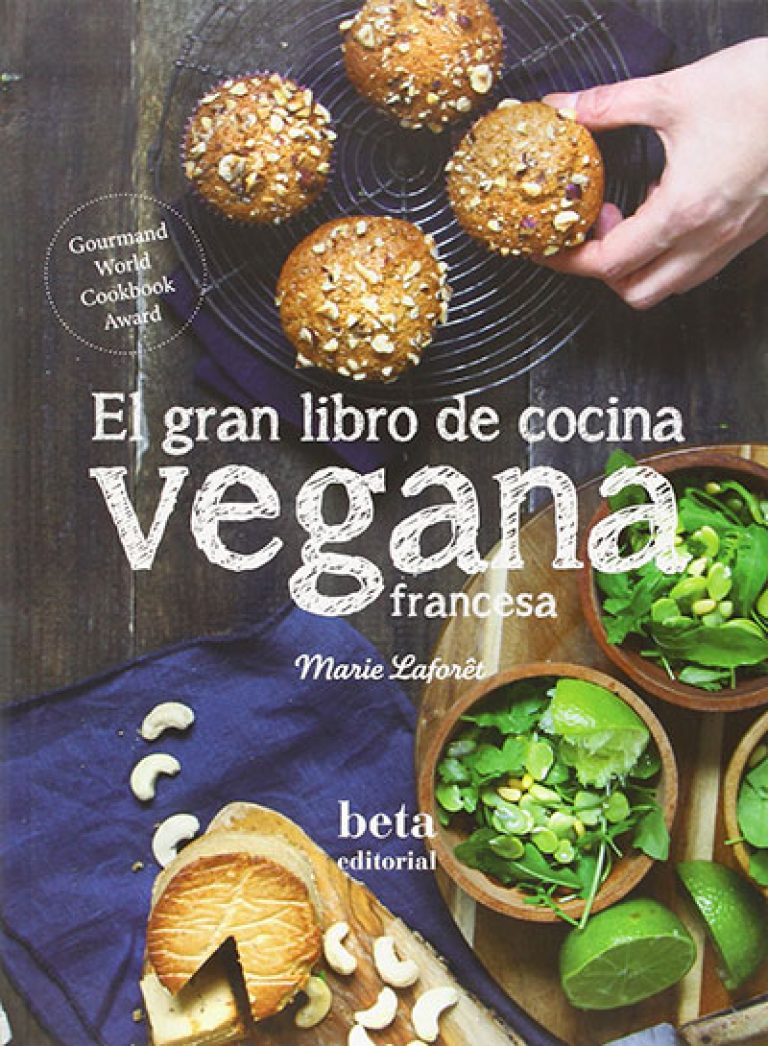 Gourmand
World
Cookbook
Award
El gran libro de cocina
vegana
francesa
Marie Laforêt
beta
editorial